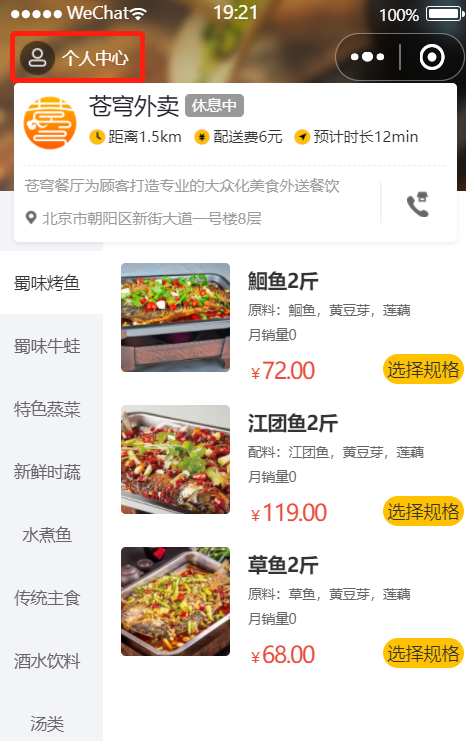 WeChat 19:21 100%
个人中心
苍穹外卖 休息中
距离1.5km 配送费6元 预计时长12min
苍穹餐厅为顾客打造专业的大众化美食外送餐饮
北京市朝阳区新街大道一号楼8层
蜀味烤鱼
蜀味牛蛙
特色蒸菜
新鲜时蔬
水煮鱼
传统主食
酒水饮料
汤类
鮰鱼2斤
原料：鮰鱼，黄豆芽，莲藕
月销量0
￥72.00 选择规格
江团鱼2斤
配料：江团鱼，黄豆芽，莲藕
月销量0
￥119.00 选择规格
草鱼2斤
原料：草鱼，黄豆芽，莲藕
月销量0
￥68.00 选择规格